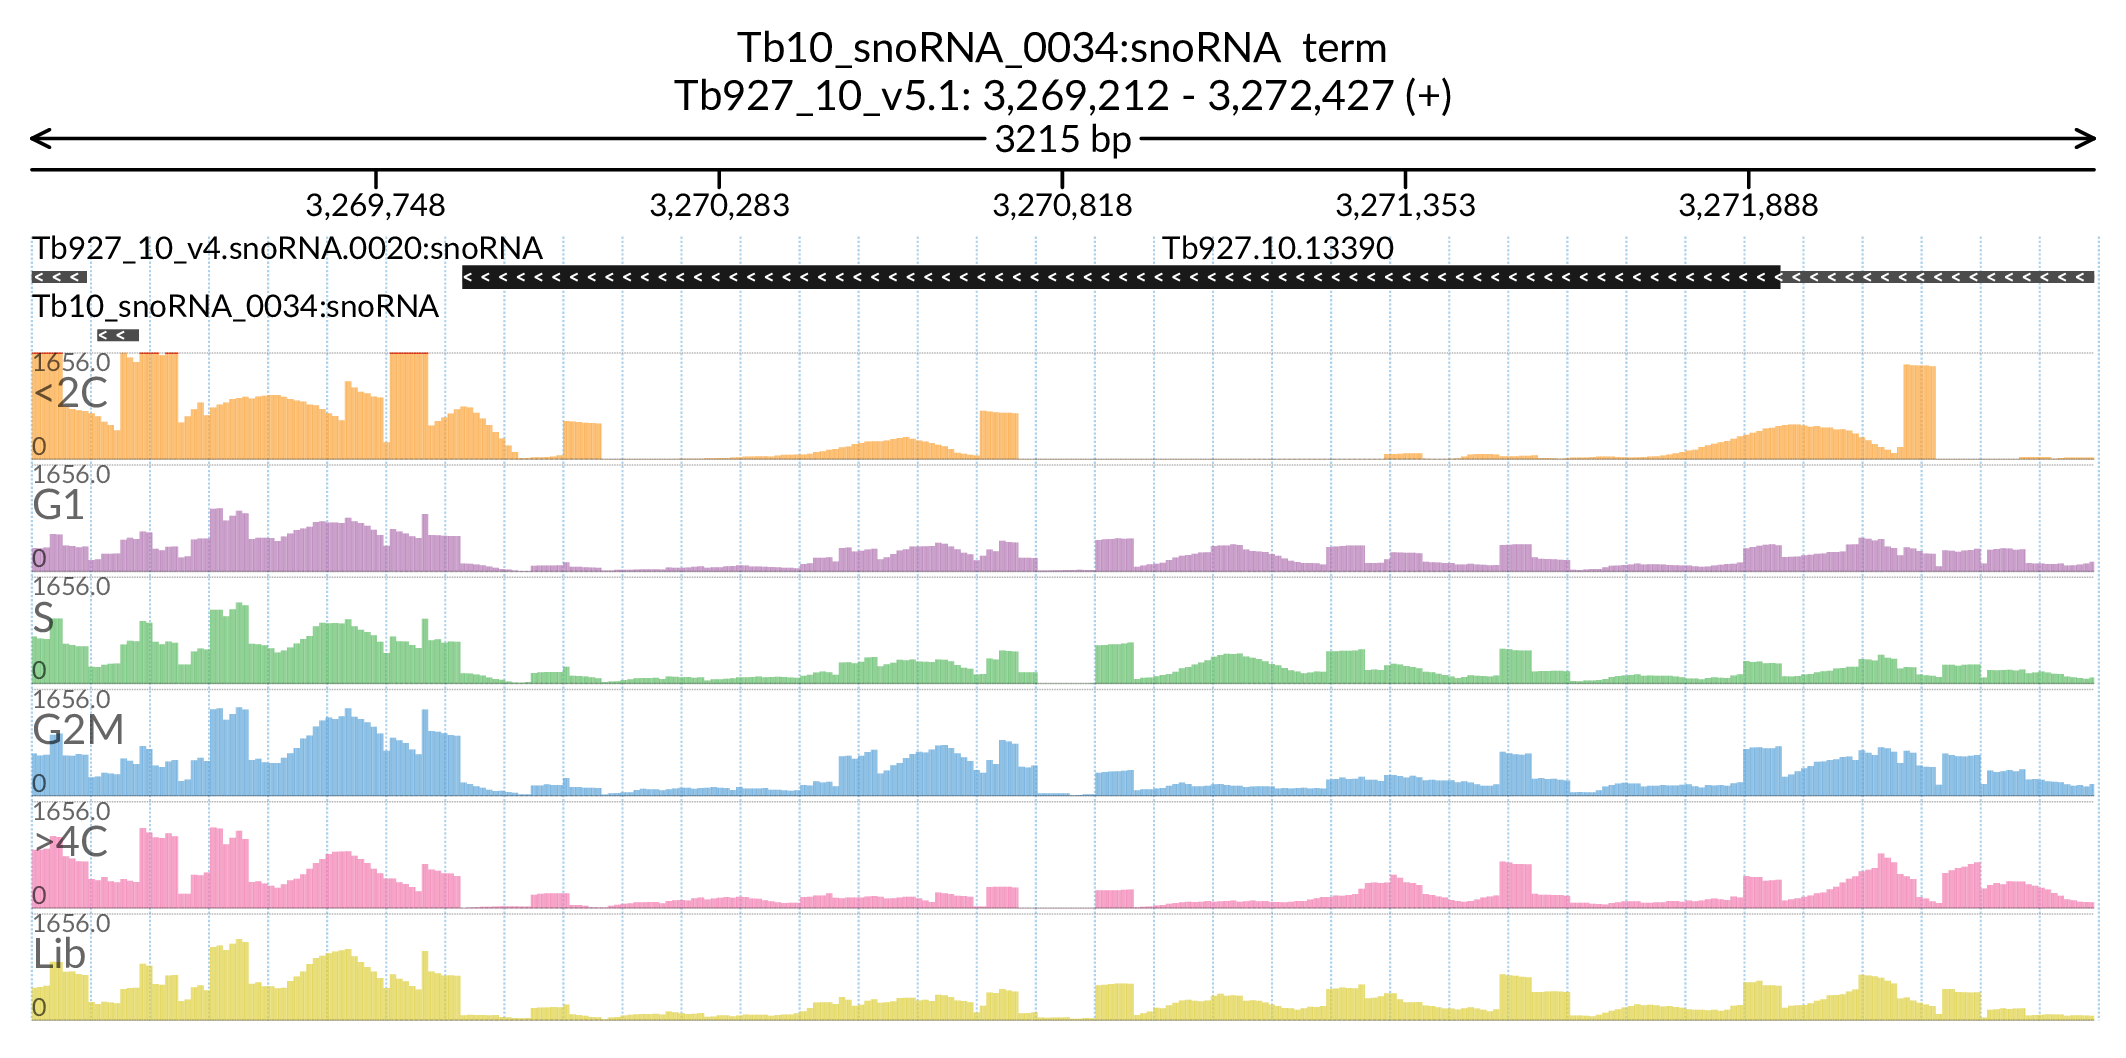 Tb10_snoRNA_0034:snoRNA term
Tb927_10_v5.1: 3,269,212 - 3,272,427 (+)
3215 bp
3,269,748 3,270,283 3,270,818 3,271,353 3,271,888
Tb927_10_v4.snoRNA.0020:snoRNA Tb927.10.13390
Tb10_snoRNA_0034:snoRNA
1656.0
<2C
0
1656.0
G1
0
1656.0
S
0
1656.0
G2M
0
1656.0
>4C
0
1656.0
Lib
0